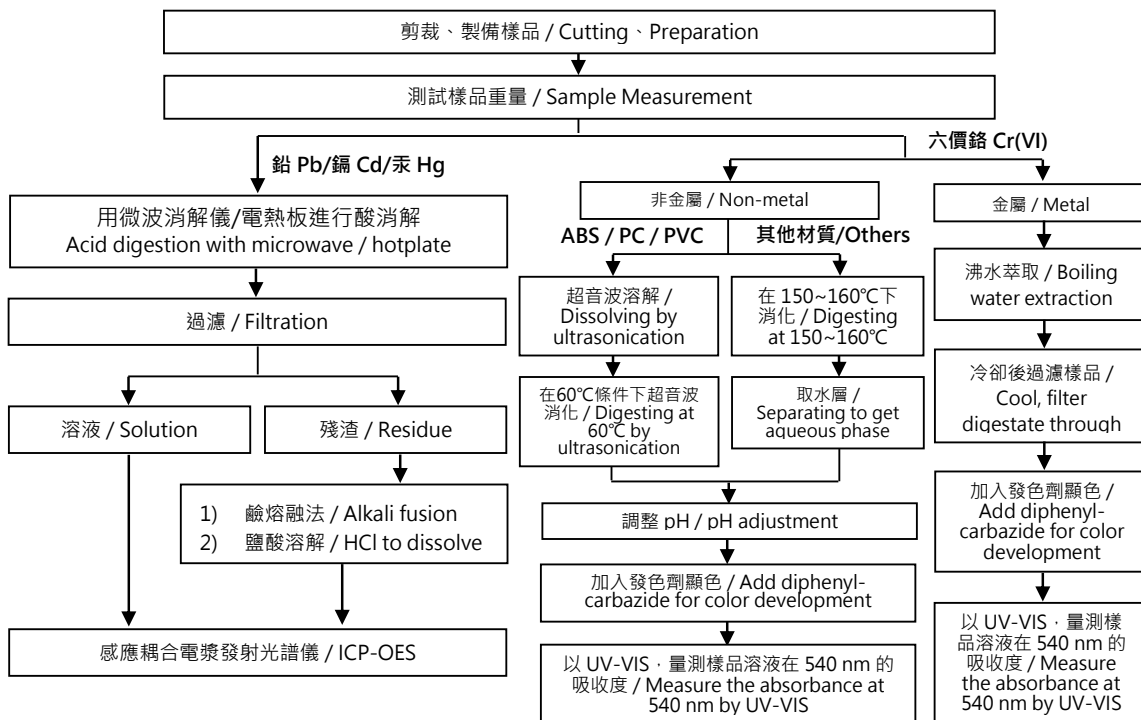 剪裁、製備樣品 / Cutting、Preparation
測試樣品重量 / Sample Measurement
鉛 Pb/鎘 Cd/汞 Hg
用微波消解儀/電熱板進行酸消解
Acid digestion with microwave / hotplate
過濾 / Filtration
溶液 / Solution
殘渣 / Residue
1) 鹼熔融法 / Alkali fusion
2) 鹽酸溶解 / HCl to dissolve
感應耦合電漿發射光譜儀 / ICP-OES
六價鉻 Cr(VI)
非金屬 / Non-metal
ABS / PC / PVC
超音波溶解 /
Dissolving by
ultrasonication
在60℃條件下超音波
消化 / Digesting at
60℃ by
ultrasonication
其他材質/Others
在 150~160℃下
消化 / Digesting
at 150~160℃
取水層 /
Separating to get
aqueous phase
調整 pH / pH adjustment
加入發色劑顯色 / Add diphenyl-
carbazide for color development
以 UV-VIS，量測樣品溶液在 540 nm 的
吸收度 / Measure the absorbance at
540 nm by UV-VIS
金屬 / Metal
沸水萃取 / Boiling
water extraction
冷卻後過濾樣品 /
Cool, filter
digestate through
加入發色劑顯色 /
Add diphenyl-
carbazide for color
development
以 UV-VIS，量測樣
品溶液在 540 nm 的
吸收度 / Measure
the absorbance at
540 nm by UV-VIS